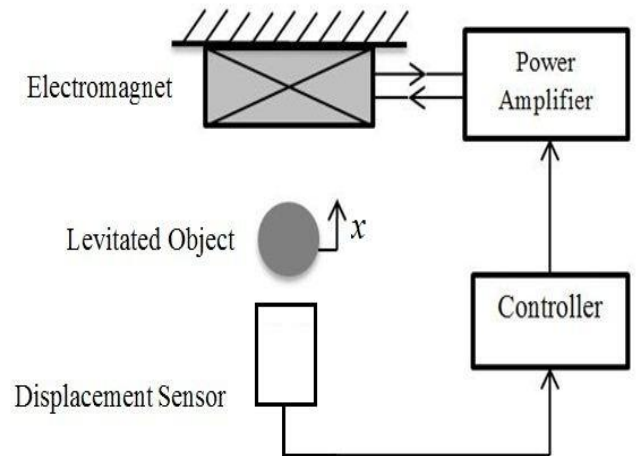 Electromagnet
Power
Amplifier
Levitated Object
x
Controller
Displacement Sensor